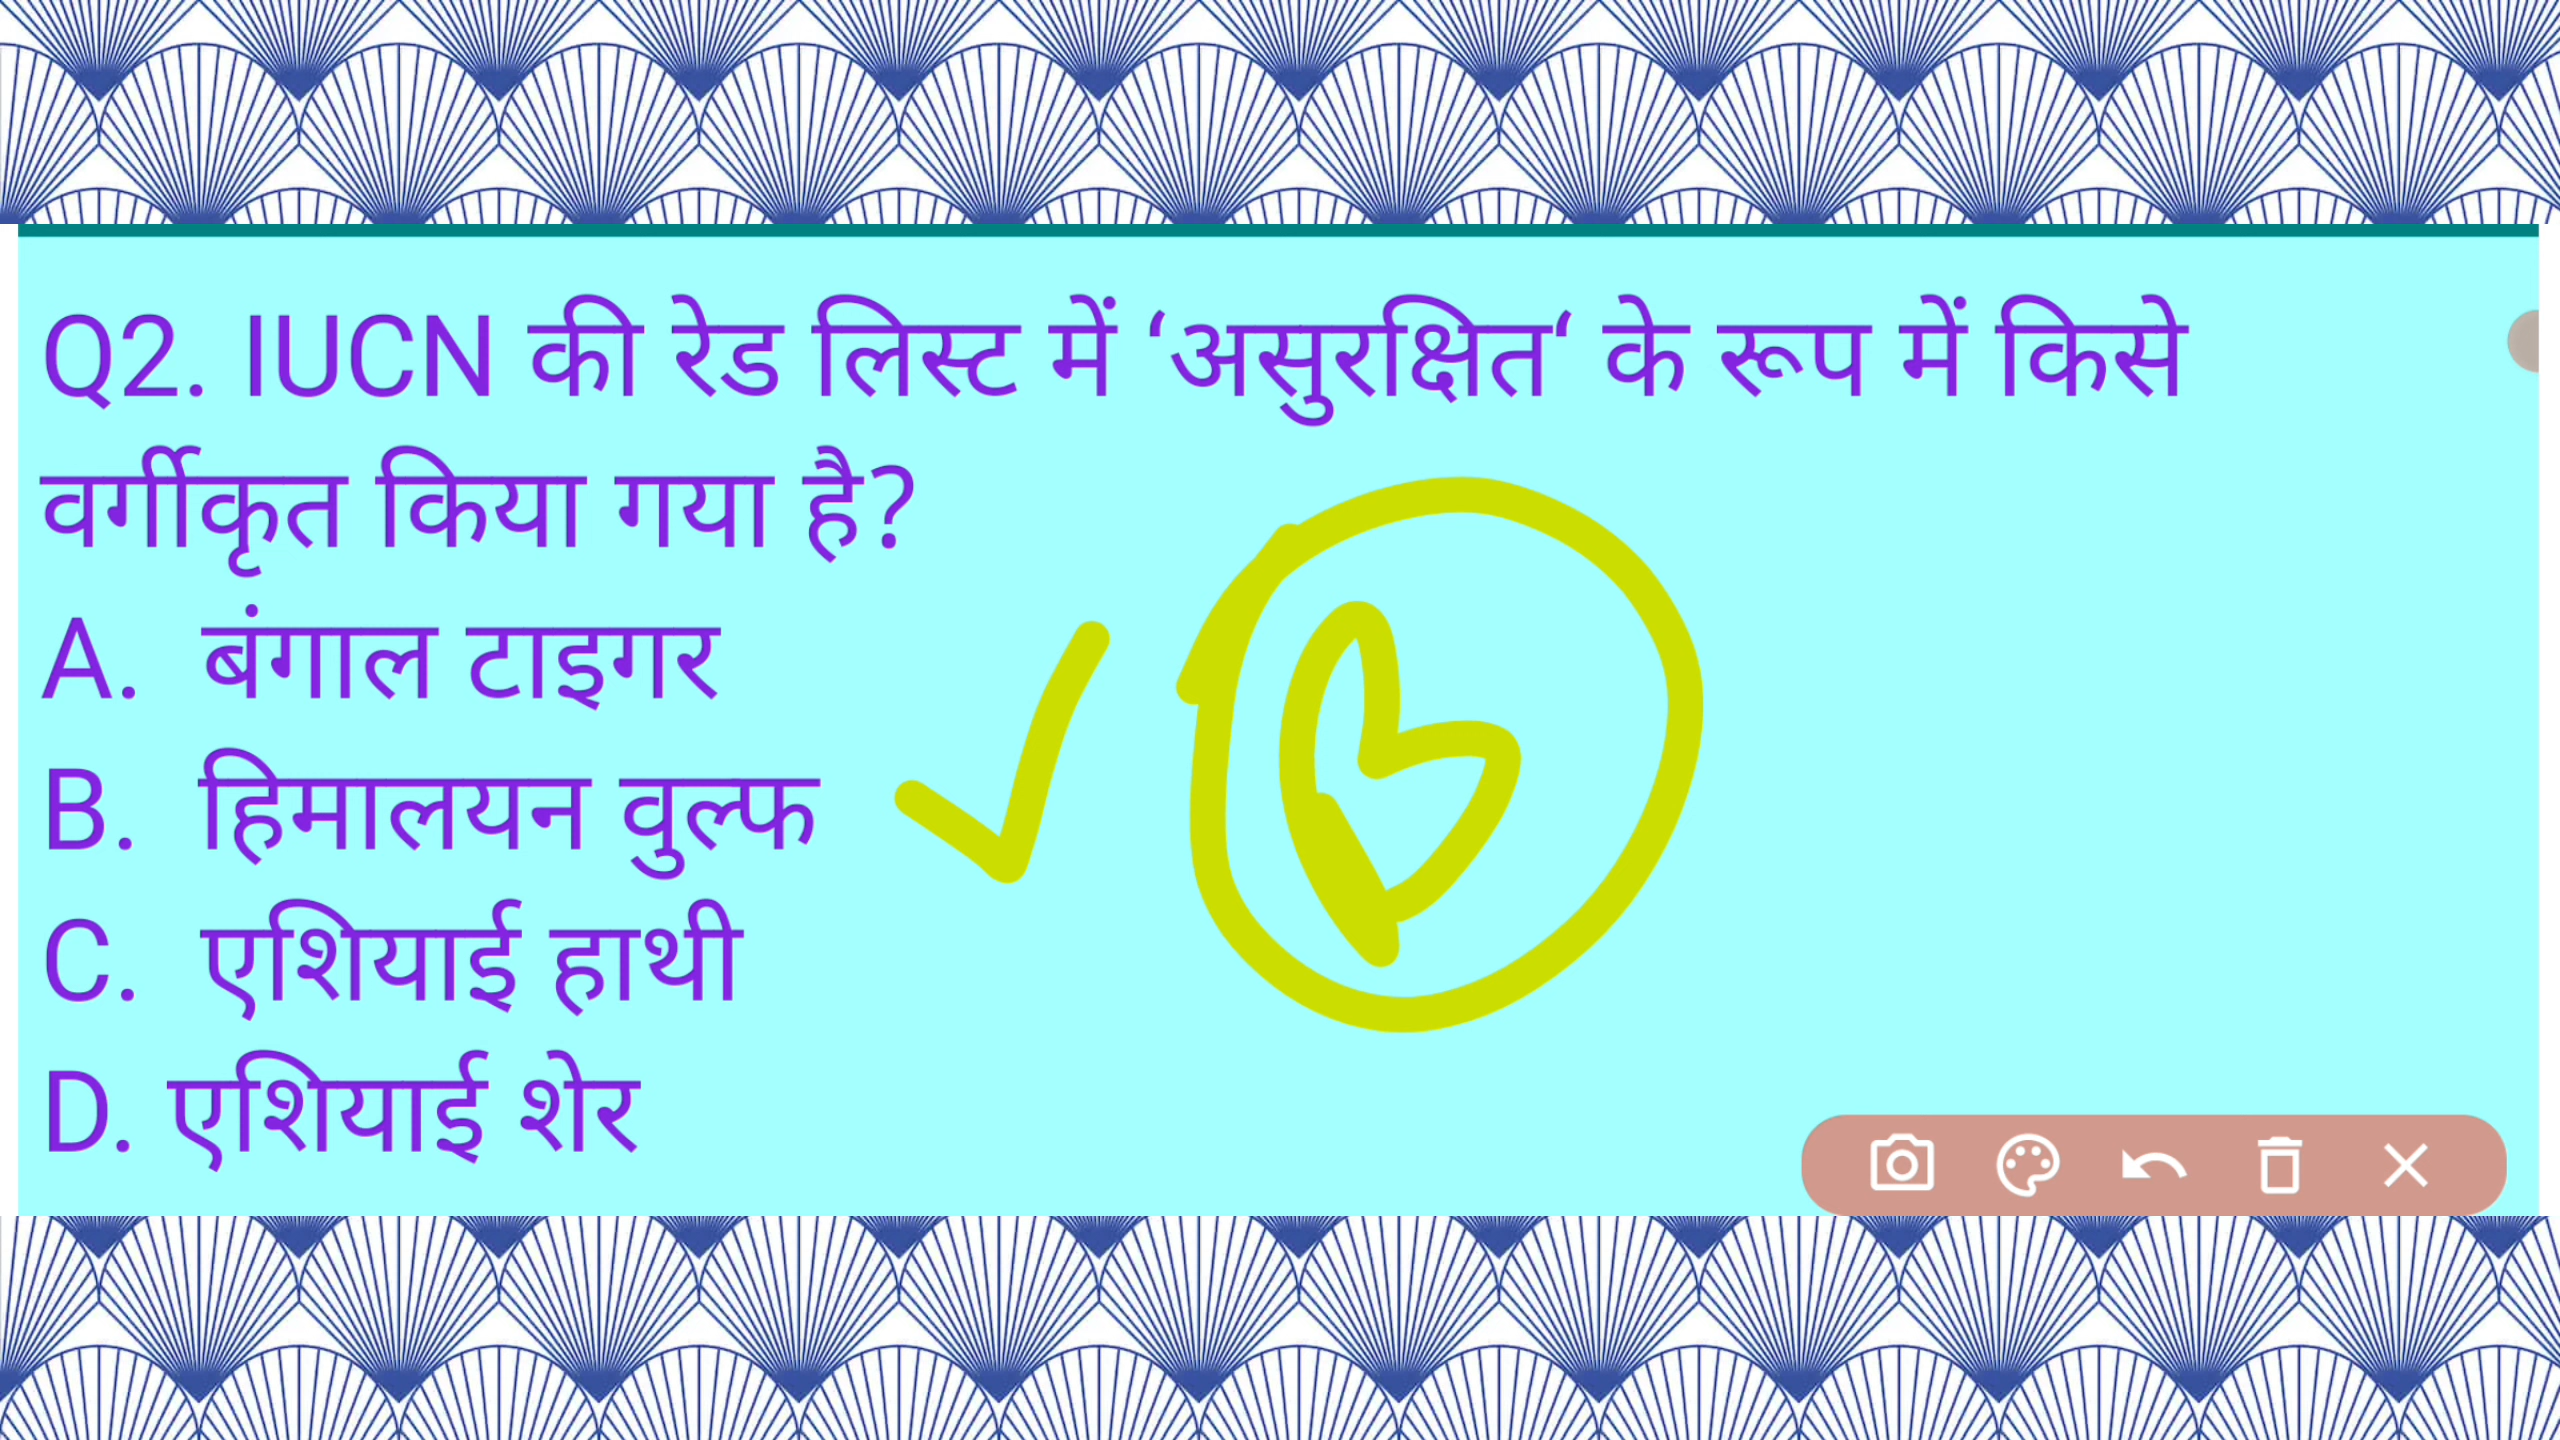 Q2. IUCN की रेड लिस्ट में ‘असुरक्षित‘ के रूप में किसे
वर्गीकृत किया गया है?
A. बंगाल टाइगर
B. हिमालयन वुल्फ
B
C. एशियाई हाथी
D. एशियाई शेर